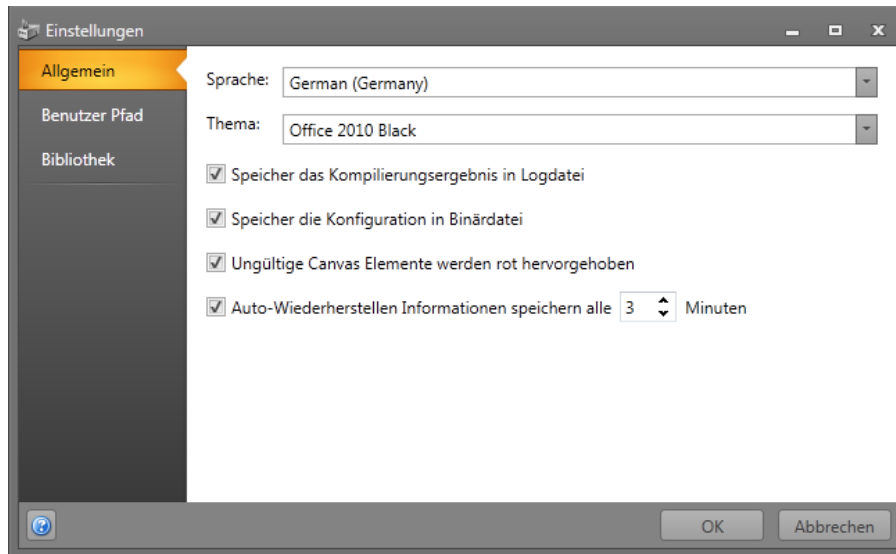 Einstellungen
Allgemein
Benutzer Pfad
Bibliothek
Sprache: German (Germany)
Thema: Office 2010 Black
Speicher das Kompilierungsergebnis in Logdatei
Speicher die Konfiguration in Binärdatei
Ungültige Canvas Elemente werden rot hervorgehoben
Auto-Wiederherstellen Informationen speichern alle 3 Minuten
OK Abbrechen